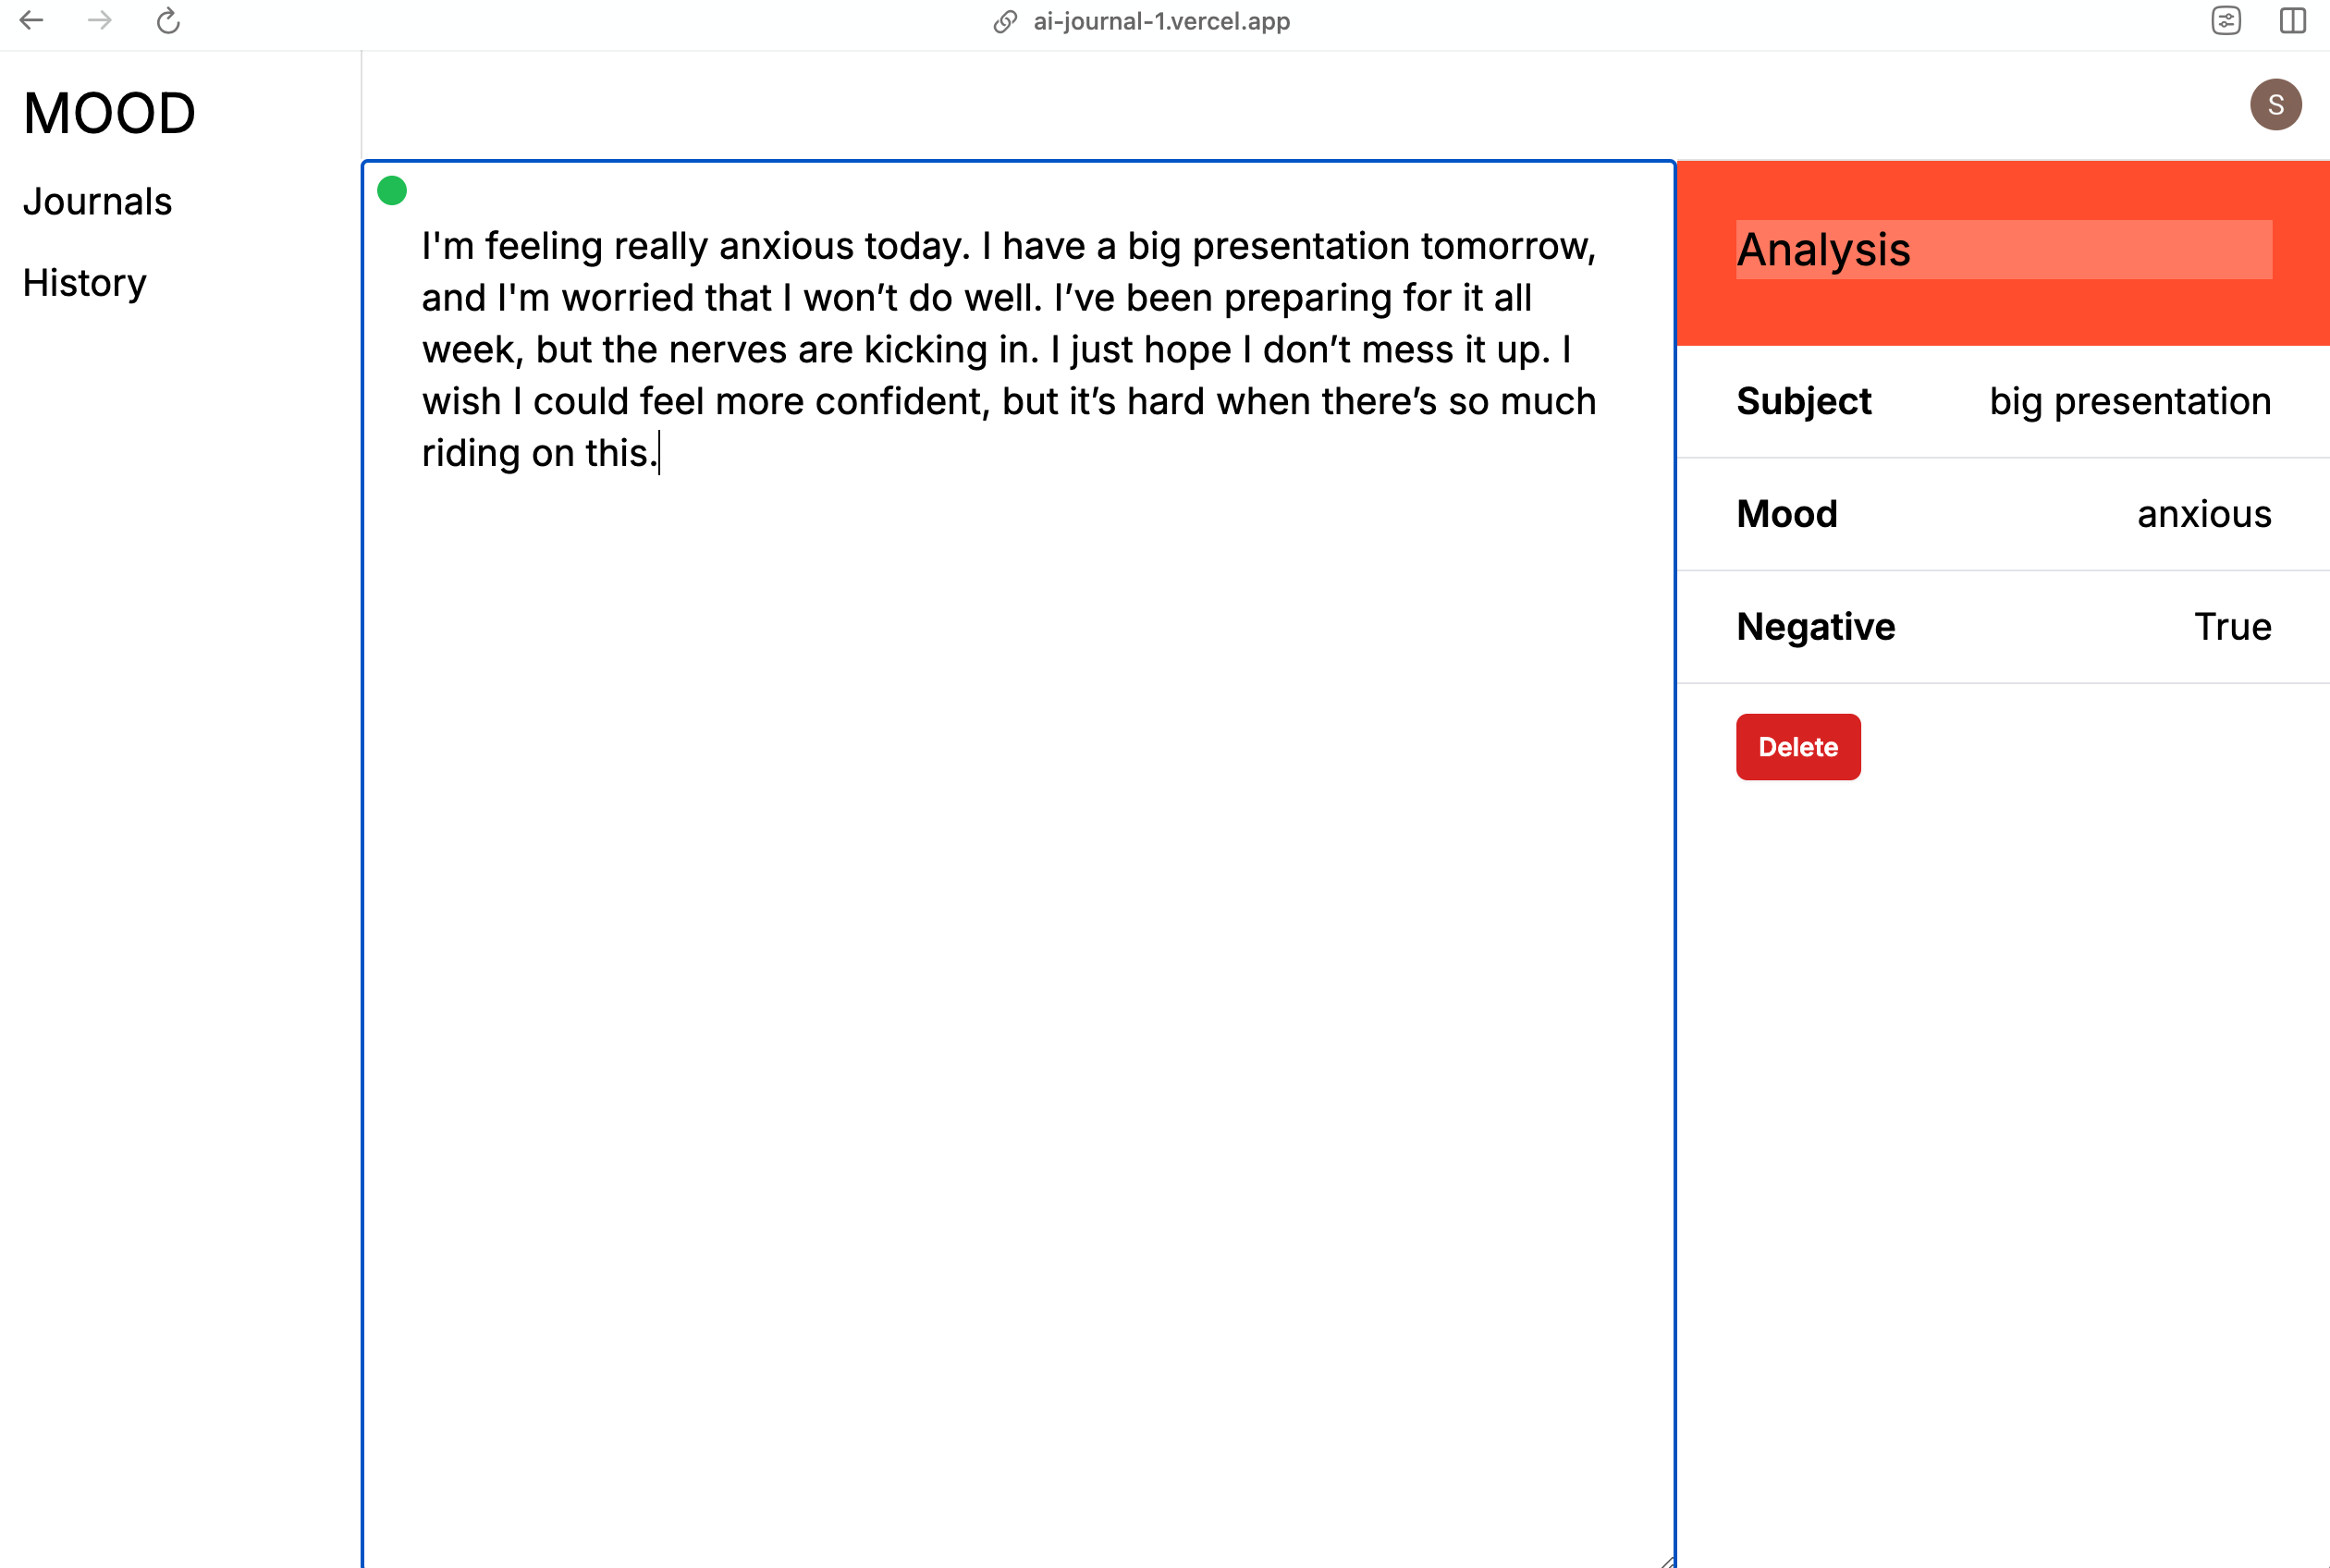 ai-journal-1.vercel.app
MOOD
S
Journals
History
I'm feeling really anxious today. I have a big presentation tomorrow,
and I'm worried that I won’t do well. I’ve been preparing for it all
week, but the nerves are kicking in. I just hope I don’t mess it up. I
wish I could feel more confident, but it’s hard when there’s so much
riding on this.
Analysis
Subject big presentation
Mood anxious
Negative True
Delete